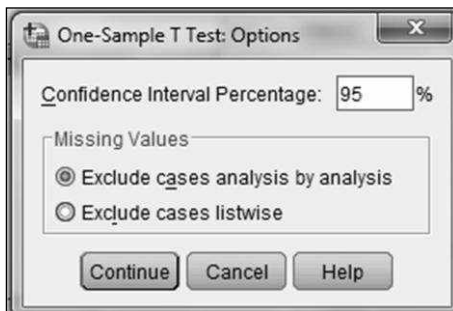 One-Sample T Test: Options
Confidence Interval Percentage: 95 %
Missing Values
Exclude cases analysis by analysis
Exclude cases listwise
Continue Cancel Help